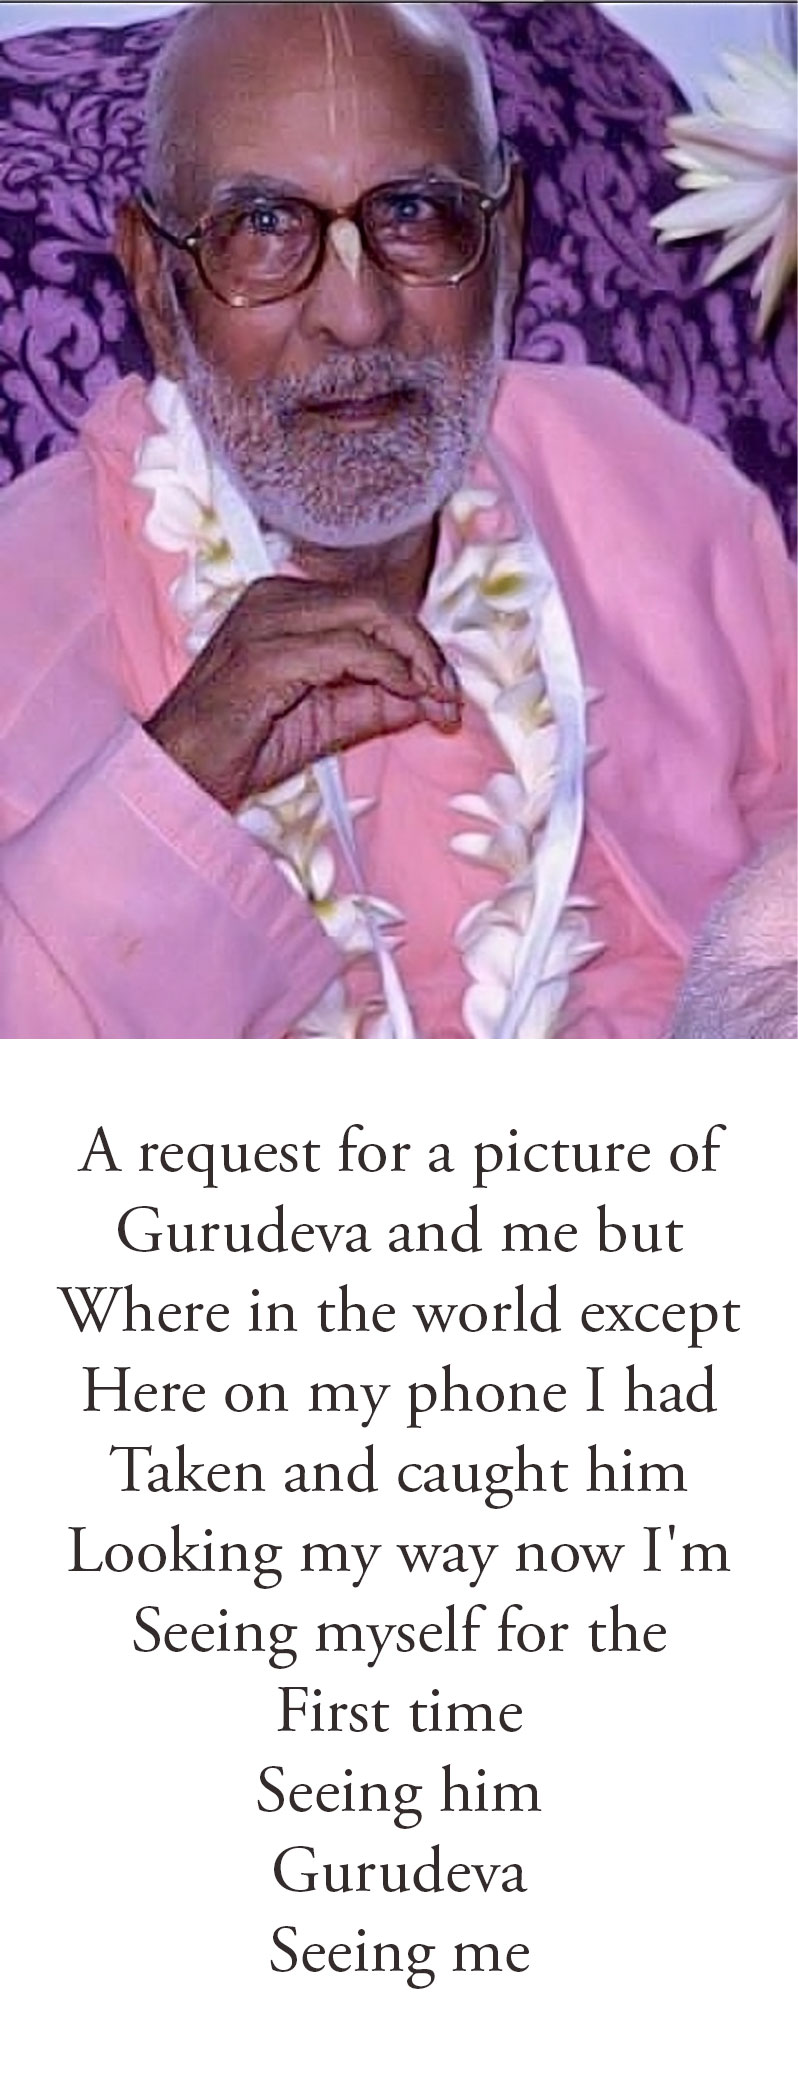 A request for a picture of
Gurudeva and me but
Where in the world except
Here on my phone I had
Taken and caught him
Looking my way now I'm
Seeing myself for the
First time
Seeing him
Gurudeva
Seeing me